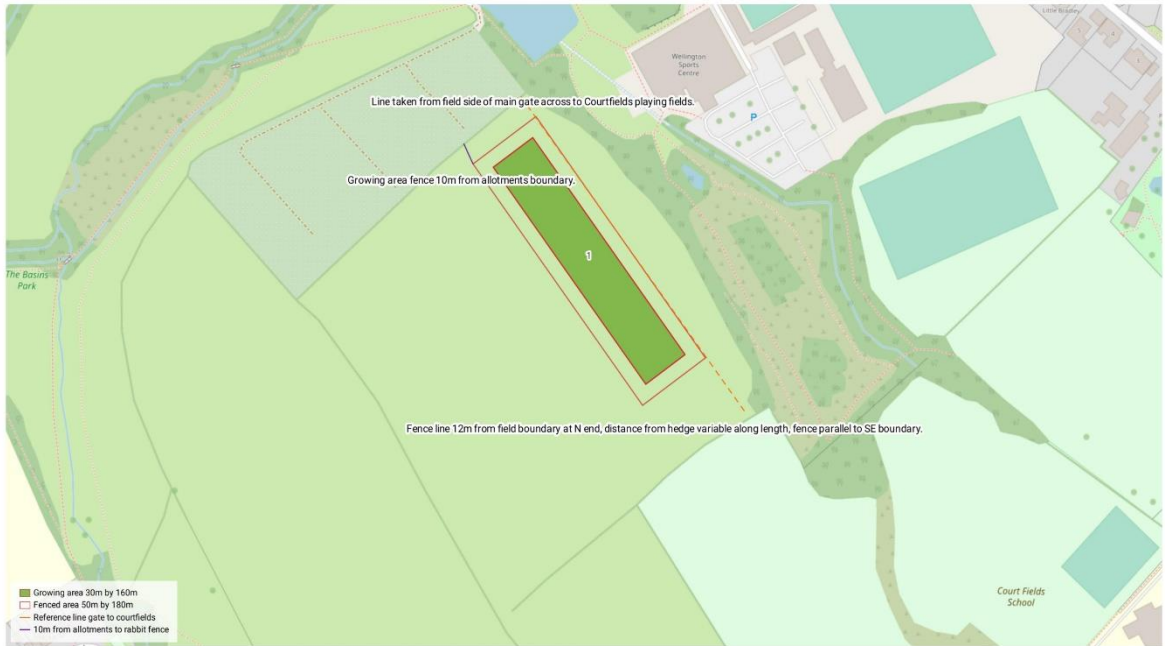 Little Bradley
Wellington
Sports
Centre
Line taken from field side of main gate across to Courtfields playing fields.
P
Growing area fence 10m from allotments boundary.
1
The Basins
Park
Fence line 12m from field boundary at N end, distance from hedge variable along length, fence parallel to SE boundary.
Growing area 30m by 160m
Fenced area 50m by 180m
Reference line gate to courtfields
10m from allotments to rabbit fence
Court Fields
School